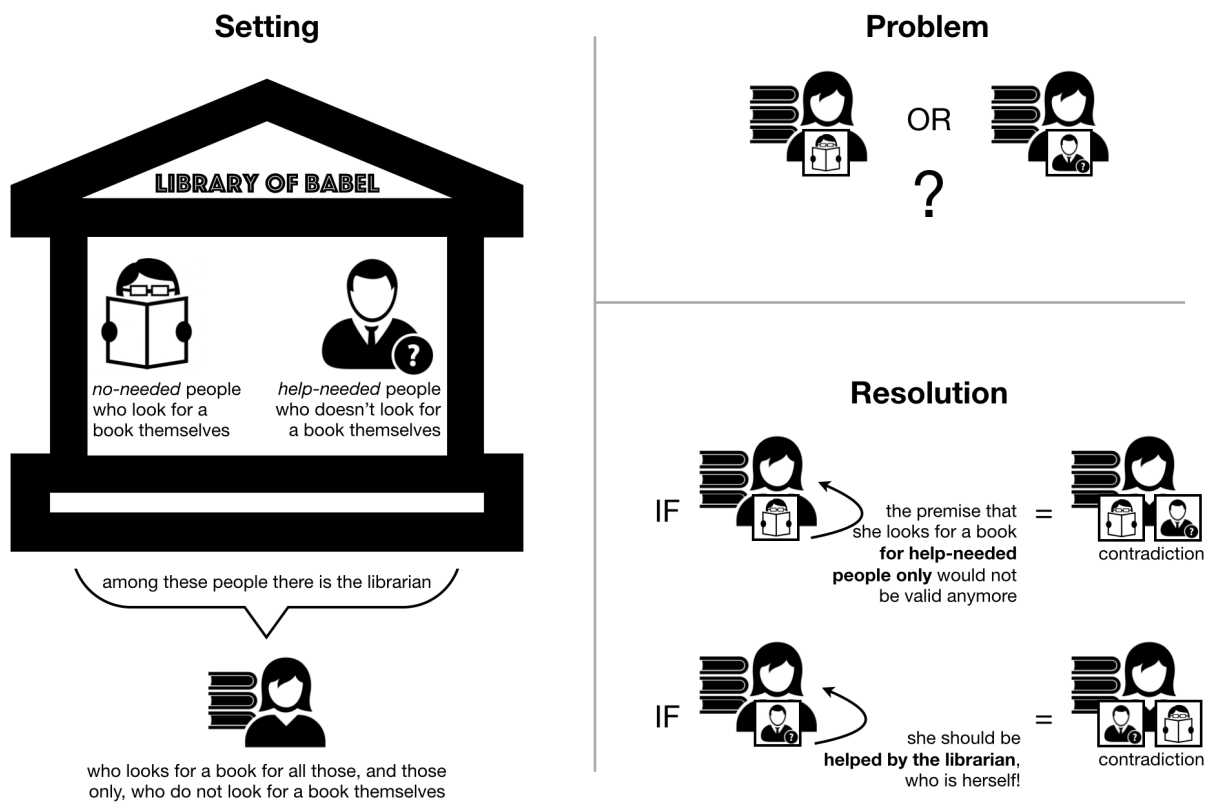 Setting
LIBRARY OF BABEL
no-needed people
who look for a
book themselves
?
help-needed people
who doesn't look for
a book themselves
among these people there is the librarian
who looks for a book for all those, and those
only, who do not look for a book themselves
Problem
OR
?
?
Resolution
IF
the premise that
she looks for a book
for help-needed
people only would not
be valid anymore
=
?
contradiction
IF
?
she should be
helped by the librarian,
who is herself!
=
?
contradiction